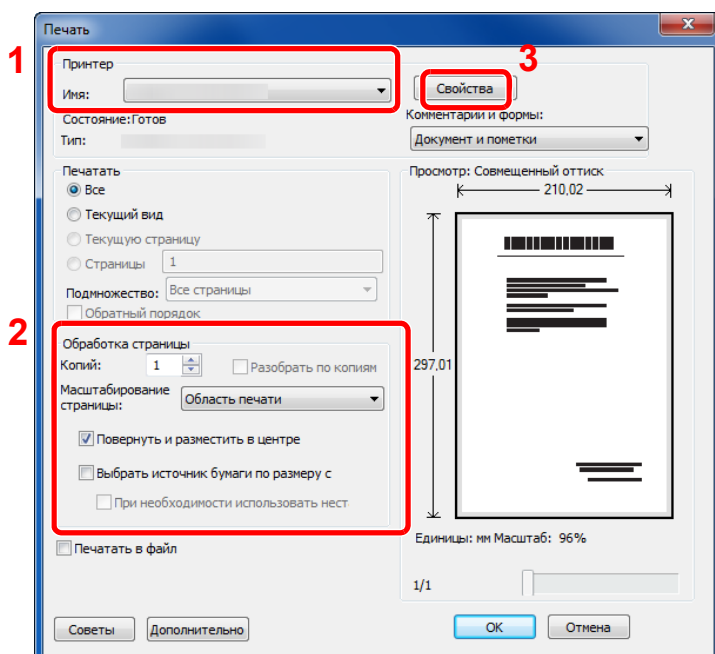 Печать
1
Принтер
3
Имя:
Свойства
Состояние:Готов
Комментарии и формы:
Тип:
Документ и пометки
Печатать
Просмотр: Совмещенный оттиск
Все
210,02
Текущий вид
Текущую страницу
Страницы 1
Подмножество: Все страницы
Обратный порядок
2
Обработка страницы
Копий: 1 Разобрать по копиям
297,01
Масштабирование
страницы:
Область печати
Повернуть и разместить в центре
Выбрать источник бумаги по размеру с
При необходимости использовать нест
Единицы: мм Масштаб: 96%
Печатать в файл
1/1
Советы Дополнительно OK Отмена